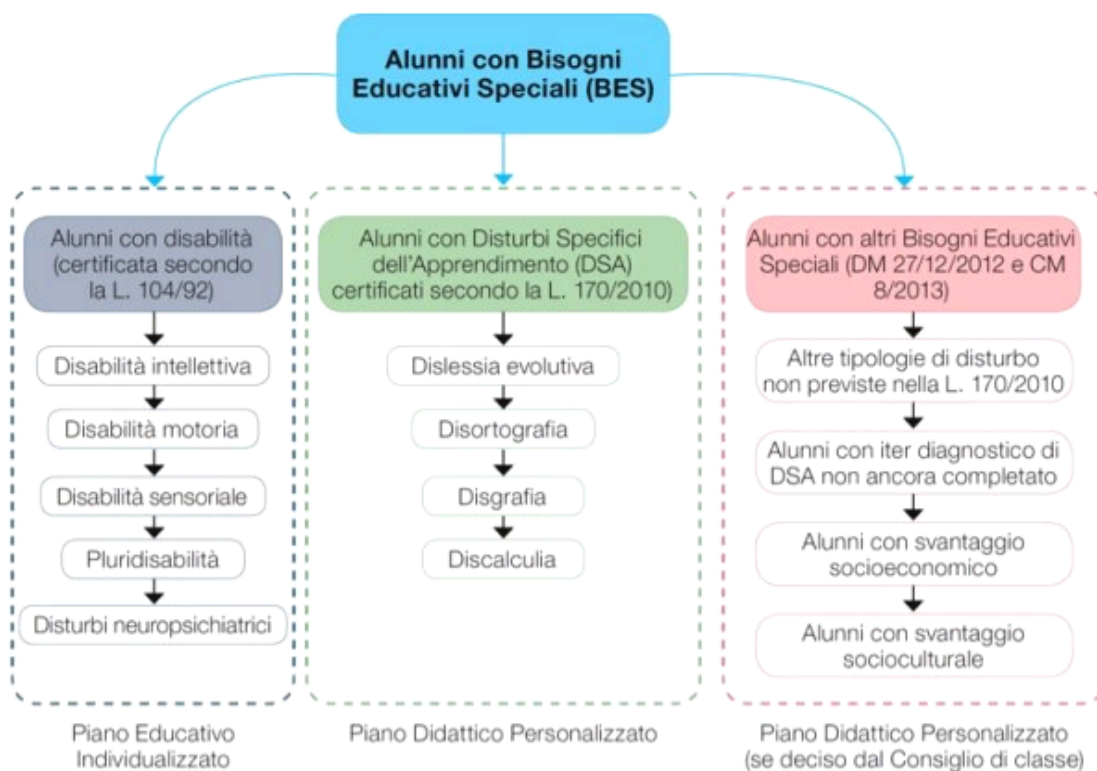 Alunni con Bisogni
Educativi Speciali (BES)
Alunni con disabilità
(certificata secondo
la L. 104/92)
Disabilità intellettiva
Disabilità motoria
Disabilità sensoriale
Pluridisabilità
Disturbi neuropsichiatrici
Piano Educativo
Individualizzato
Alunni con Disturbi Specifici
dell'Apprendimento (DSA)
certificati secondo la L. 170/2010)
Dislessia evolutiva
Disortografia
Disgrafia
Discalculia
Piano Didattico Personalizzato
Alunni con altri Bisogni Educativi
Speciali (DM 27/12/2012 e CM
8/2013)
Altre tipologie di disturbo
non previste nella L. 170/2010
Alunni con iter diagnostico di
DSA non ancora completato
Alunni con svantaggio
socioeconomico
Alunni con svantaggio
socioculturale
Piano Didattico Personalizzato
(se deciso dal Consiglio di classe)